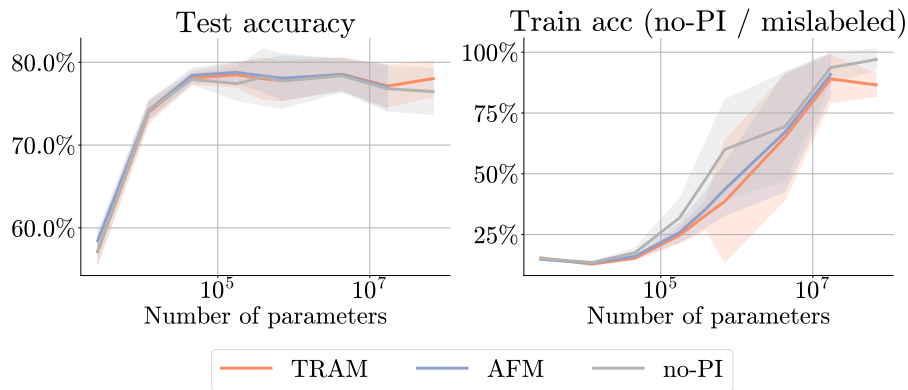 Test accuracy
80.0%
70.0%
60.0%
10^5
10^7
Number of parameters
Train acc (no-PI / mislabeled)
100%
75%
50%
25%
10^5
10^7
Number of parameters
TRAM
AFM
no-PI